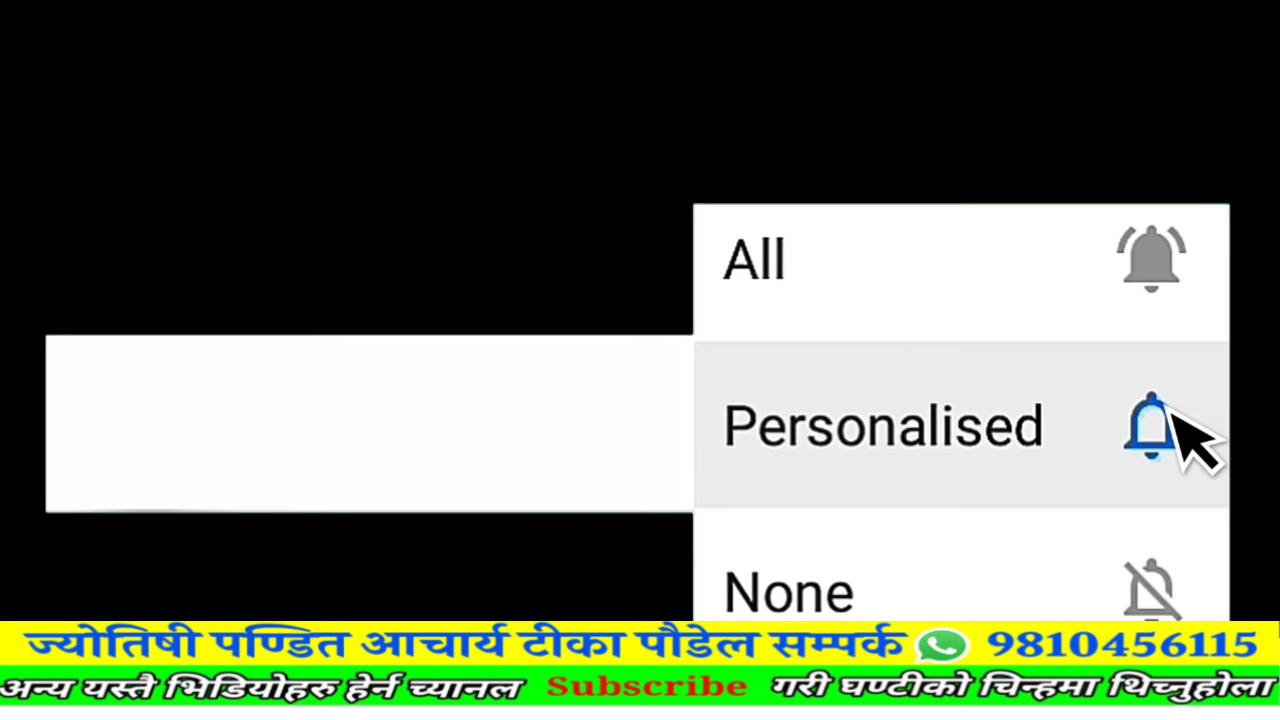 All
Personalised
None
ज्योतिषी पण्डित आचार्य टीका पौडेल सम्पर्क 9810456115
अन्य यस्तै भिडियोहरु हेर्न च्यानल Subscribe गरी घण्टीको चिन्हमा थिच्नुहोला